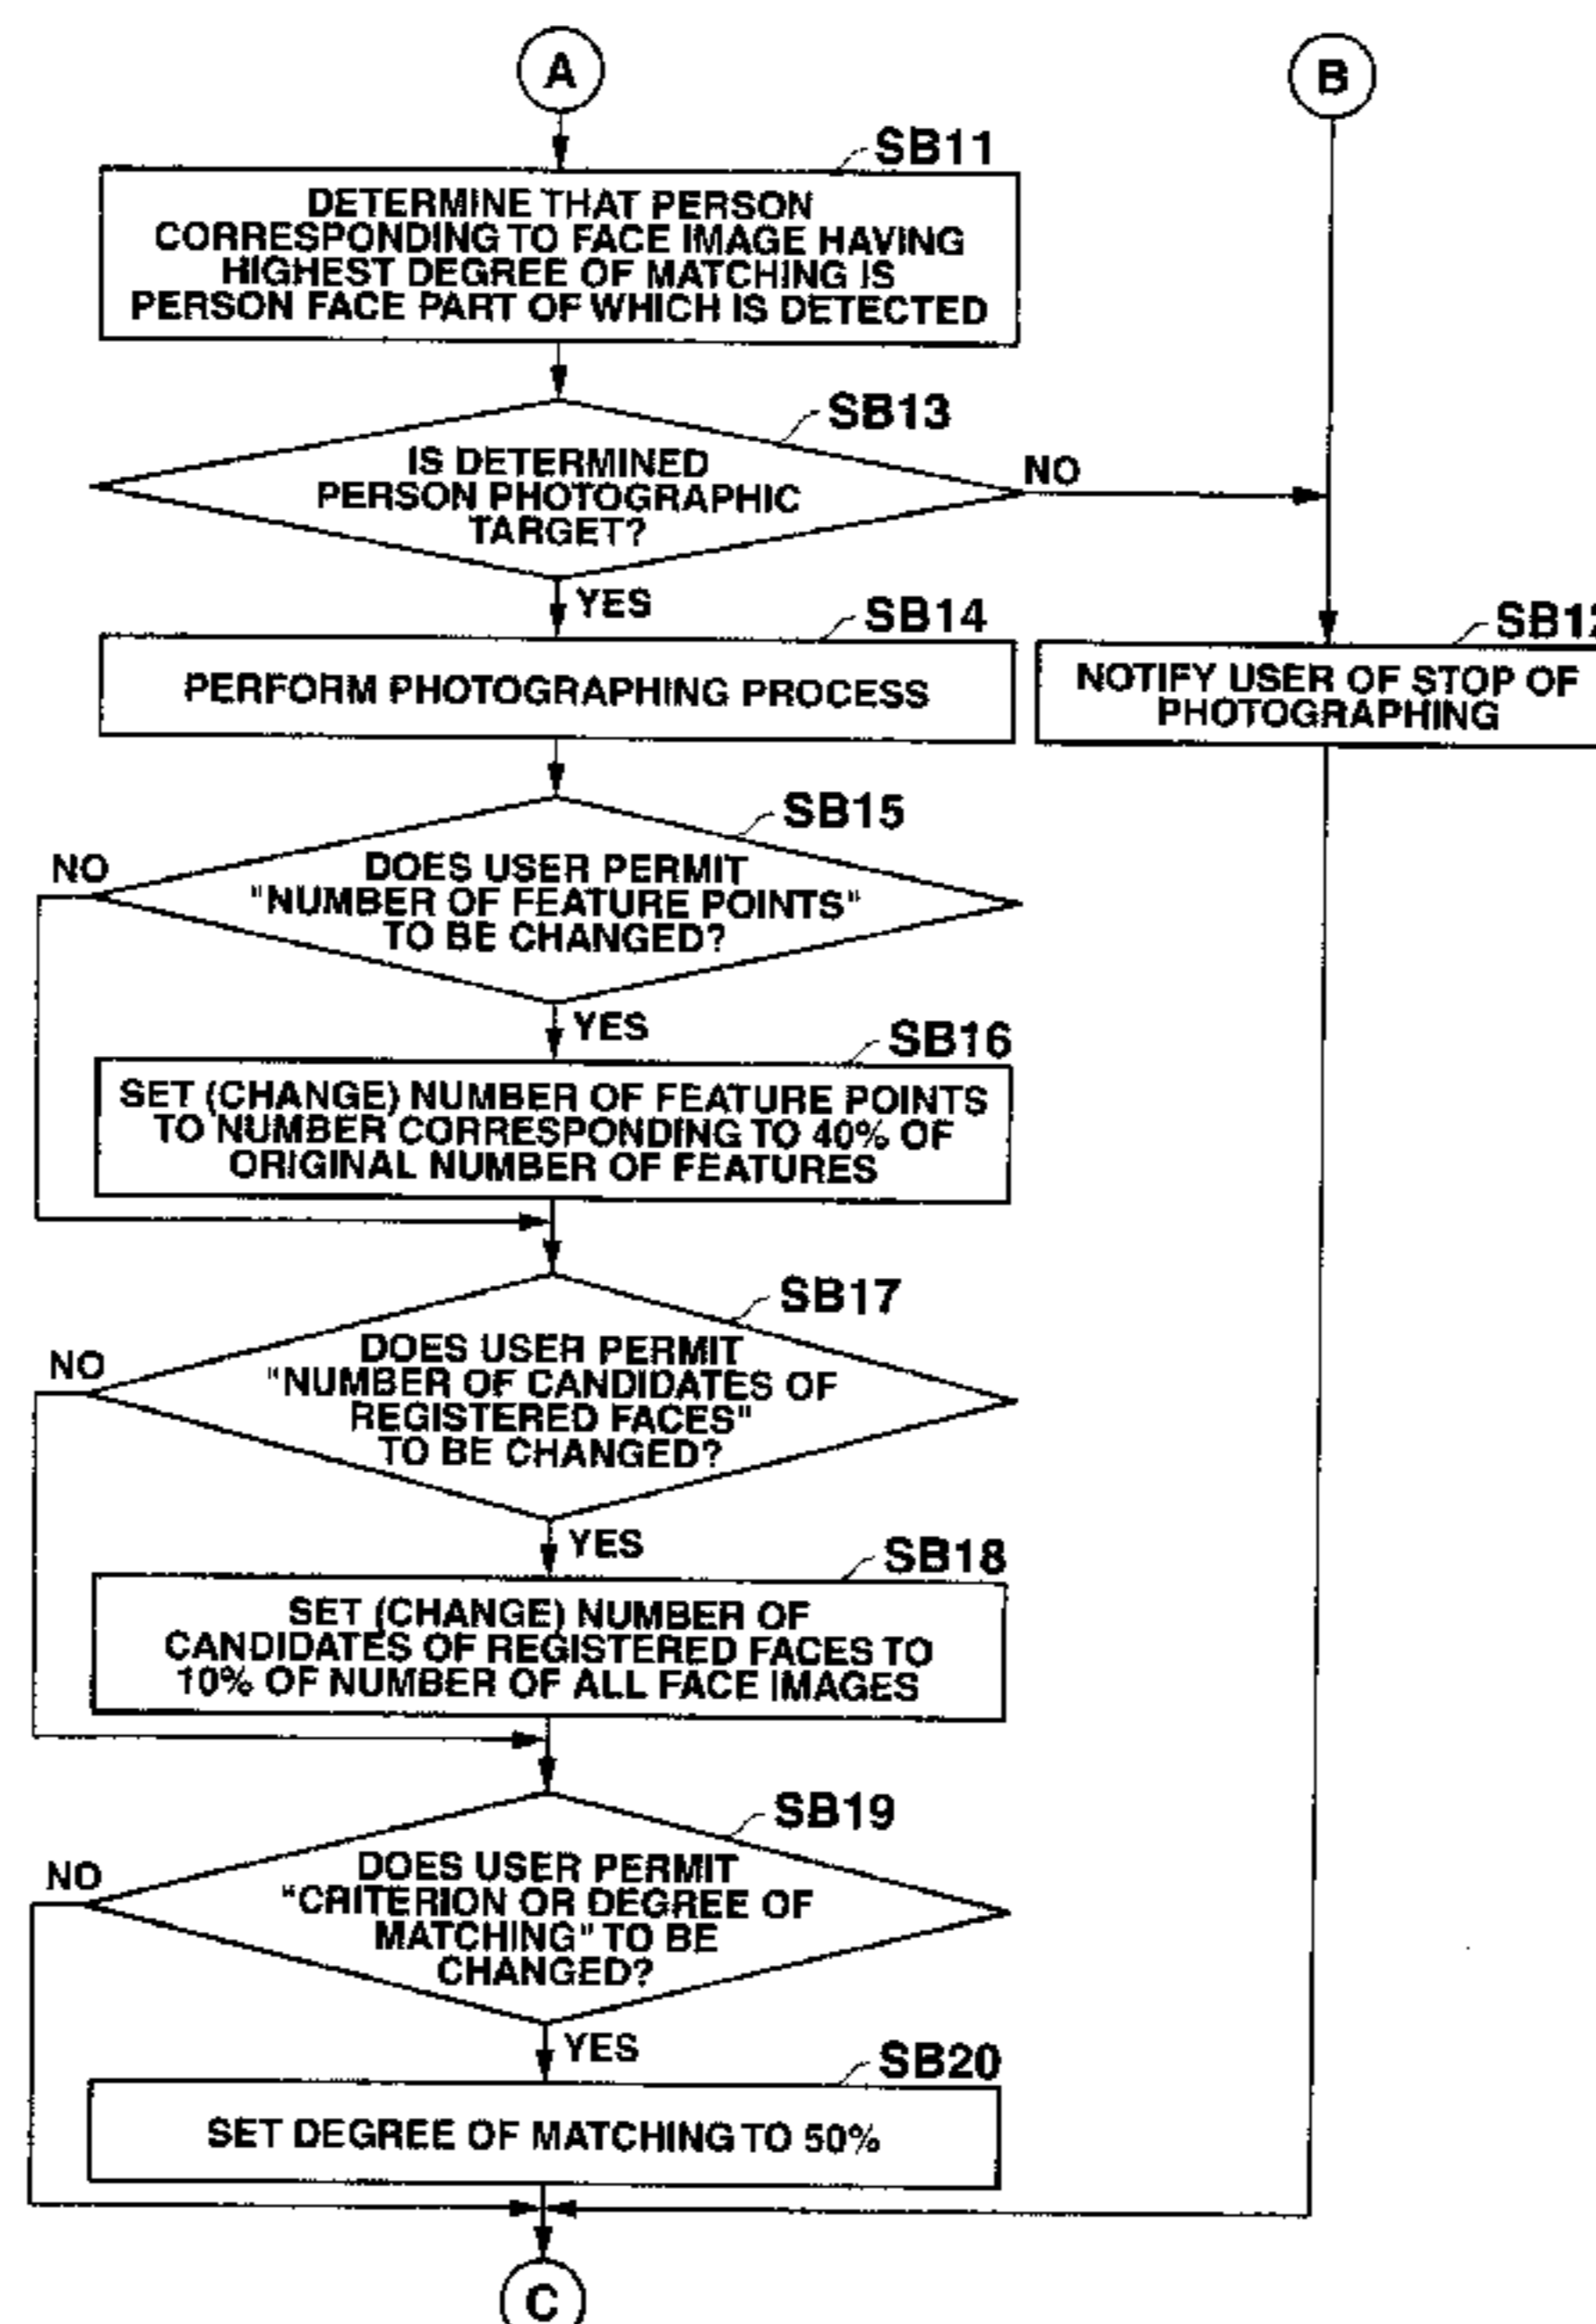 A
B
SB11
DETERMINE THAT PERSON
CORRESPONDING TO FACE IMAGE HAVING
HIGHEST DEGREE OF MATCHING IS
PERSON FACE PART OF WHICH IS DETECTED
SB13
IS DETERMINED
PERSON PHOTOGRAPHIC
TARGET?
NO
YES
SB14
PERFORM PHOTOGRAPHING PROCESS
SB12
NOTIFY USER OF STOP OF
PHOTOGRAPHING
SB15
DOES USER PERMIT
"NUMBER OF FEATURE POINTS"
TO BE CHANGED?
NO
YES
SB16
SET (CHANGE) NUMBER OF FEATURE POINTS
TO NUMBER CORRESPONDING TO 40% OF
ORIGINAL NUMBER OF FEATURES
SB17
DOES USER PERMIT
"NUMBER OF CANDIDATES OF
REGISTERED FACES"
TO BE CHANGED?
NO
YES
SB18
SET (CHANGE) NUMBER OF
CANDIDATES OF REGISTERED FACES TO
10% OF NUMBER OF ALL FACE IMAGES
SB19
DOES USER PERMIT
"CRITERION OR DEGREE OF
MATCHING" TO BE
CHANGED?
NO
YES
SB20
SET DEGREE OF MATCHING TO 50%
C